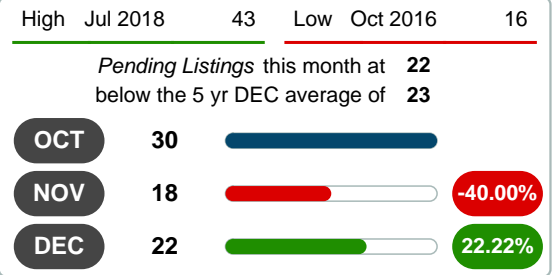 High Jul 2018 43 Low Oct 2016 16
Pending Listings this month at 22
below the 5 yr DEC average of 23
OCT 30
NOV 18 -40.00%
DEC 22 22.22%